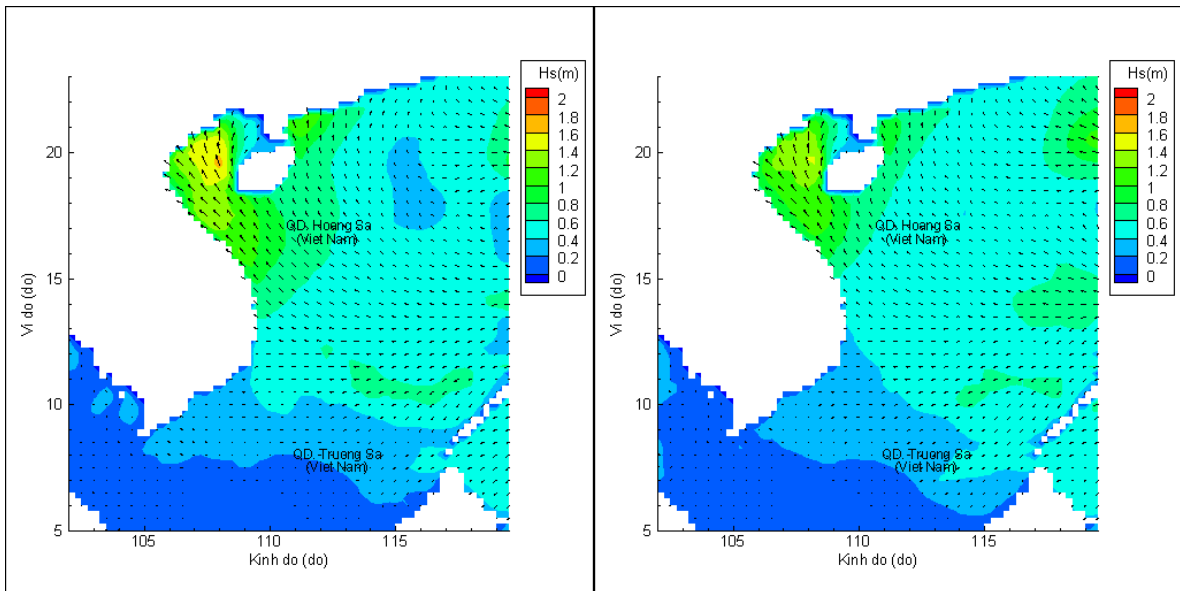 Hs(m)
2
1.8
1.6
1.4
1.2
1
0.8
0.6
0.4
0.2
0
20
15
10
5
Vi do (do)
QD. Hoang Sa
(Viet Nam)
QD. Truong Sa
(Viet Nam)
105
110
115
Kinh do (do)
Hs(m)
2
1.8
1.6
1.4
1.2
1
0.8
0.6
0.4
0.2
0
20
15
10
5
Vi do (do)
QD. Hoang Sa
(Viet Nam)
QD. Truong Sa
(Viet Nam)
105
110
115
Kinh do (do)